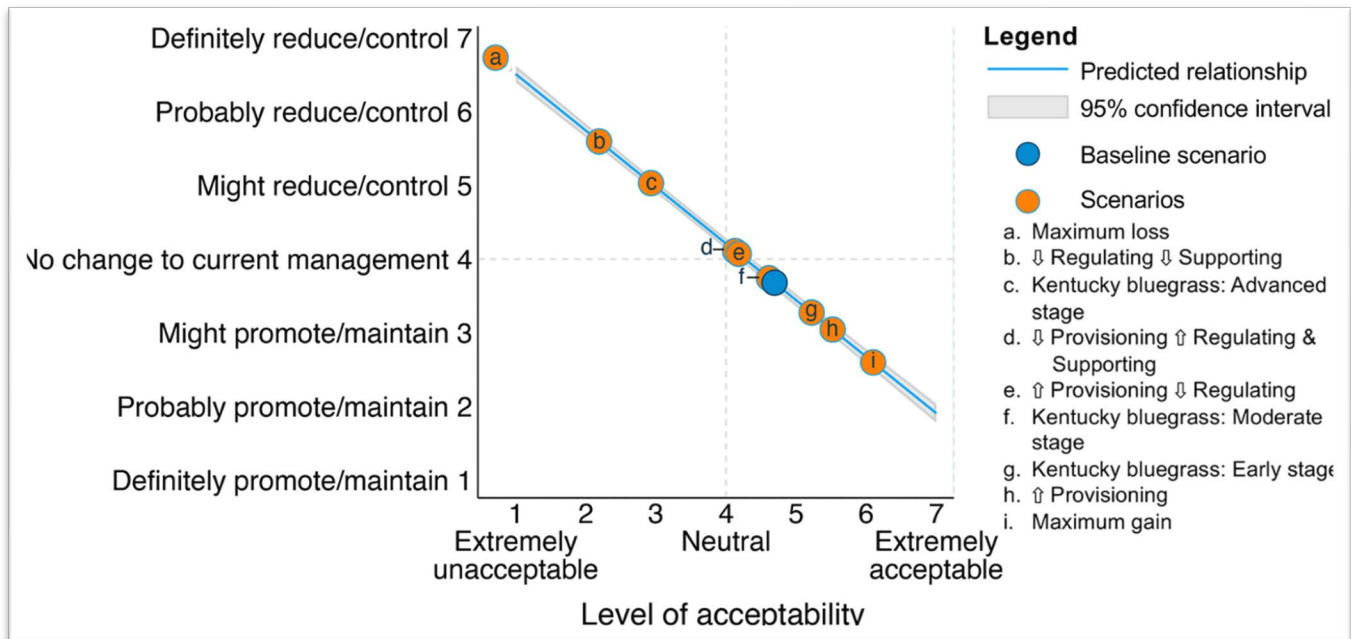 Definitely reduce/control 7
Probably reduce/control 6
Might reduce/control 5
No change to current management 4
Might promote/maintain 3
Probably promote/maintain 2
Definitely promote/maintain 1
a
b
c
d
e
f
g
h
i
1 2 3 4 5 6 7
Extremely unacceptable
Neutral
Extremely acceptable
Level of acceptability
Legend
Predicted relationship
95% confidence interval
Baseline scenario
Scenarios
a. Maximum loss
b. ⇩ Regulating ⇩ Supporting
c. Kentucky bluegrass: Advanced
stage
d. ⇩ Provisioning ⇧ Regulating &
Supporting
e. ⇧ Provisioning ⇩ Regulating
f. Kentucky bluegrass: Moderate
stage
g. Kentucky bluegrass: Early stage
h. ⇧ Provisioning
i. Maximum gain